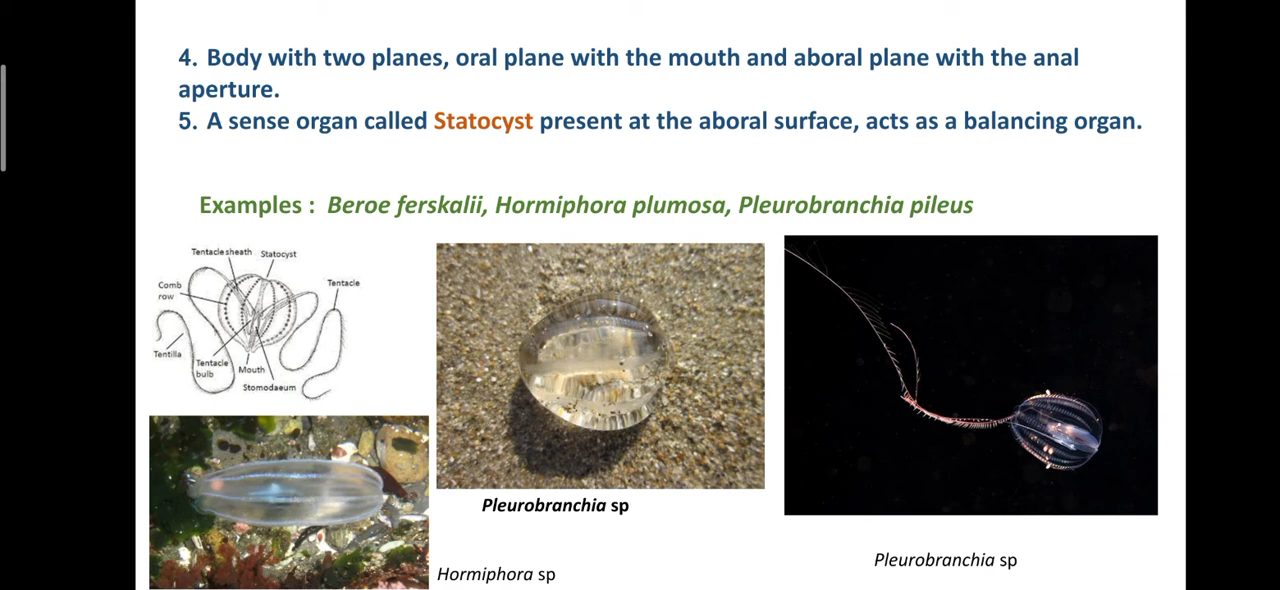 4. Body with two planes, oral plane with the mouth and aboral plane with the anal
aperture.
5. A sense organ called Statocyst present at the aboral surface, acts as a balancing organ.
Examples : Beroe ferskalii, Hormiphora plumosa, Pleurobranchia pileus
Tentacle sheath
Statocyst
Comb
row
Tentacle
Tentilla
Tentacle
bulb
Mouth
Stomodaeum
Pleurobranchia sp
Hormiphora sp
Pleurobranchia sp